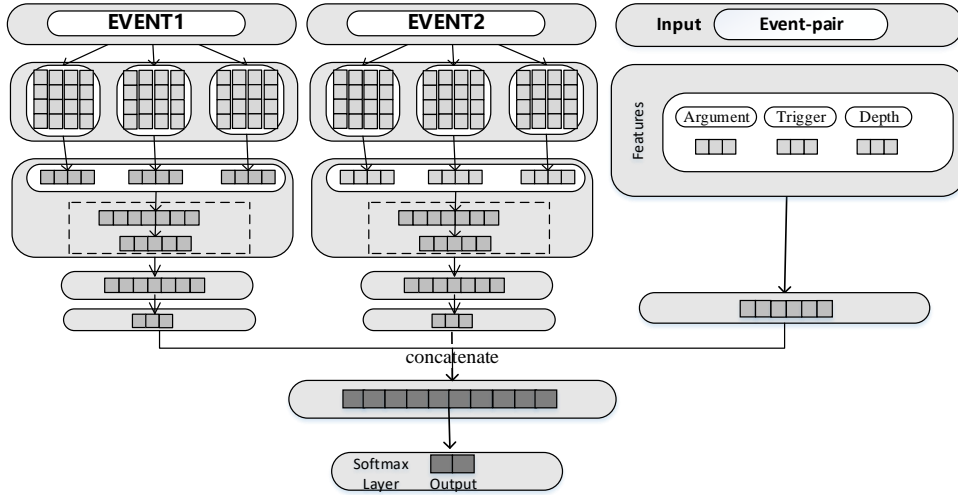 EVENT1
EVENT2
Input Event-pair
Features
Argument Trigger Depth
concatenate
Softmax
Layer Output